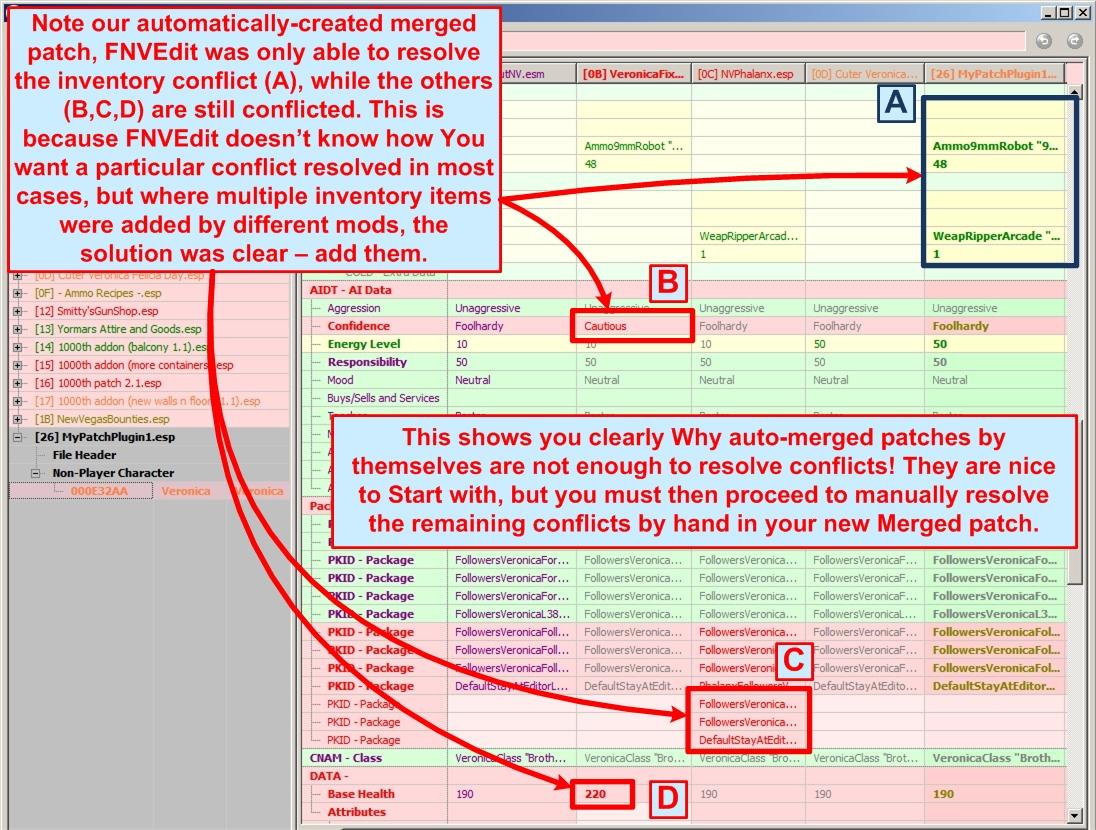 Note our automatically-created merged
patch, FNVEdit was only able to resolve
the inventory conflict (A), while the others
(B,C,D) are still conflicted. This is
because FNVEdit doesn't know how You
want a particular conflict resolved in most
cases, but where multiple inventory items
were added by different mods, the
solution was clear – add them.
utNV.esm [0B] VeronicaFix... [0C] NVPhalanx.esp [0D] Cuter Veronica... [26] MyPatchPlugin1...
A
Ammo9mmRobot "... Ammo9mmRobot "9...
48 48
WeapRipperArcad... WeapRipperArcade "...
1 1
COED - Extra Data
[0D] Cuter Veronica Felicia Day.esp
[0F] - Ammo Recipes -.esp
[12] Smitty'sGunShop.esp
[13] Yormars Attire and Goods.esp
[14] 1000th addon (balcony 1.1).esp
[15] 1000th addon (more containers).esp
[16] 1000th patch 2.1.esp
[17] 1000th addon (new walls n floor 1.1).esp
[1B] NewVegasBounties.esp
[26] MyPatchPlugin1.esp
File Header
Non-Player Character
000E32AA Veronica Veronica
B
AIDT - AI Data
Aggression Unaggressive Unaggressive Unaggressive Unaggressive Unaggressive
Confidence Foolhardy Cautious Foolhardy Foolhardy Foolhardy
Energy Level 10 10 10 50 50
Responsibility 50 50 50 50 50
Mood Neutral Neutral Neutral Neutral Neutral
Buys/Sells and Services
This shows you clearly Why auto-merged patches by
themselves are not enough to resolve conflicts! They are nice
to Start with, but you must then proceed to manually resolve
the remaining conflicts by hand in your new Merged patch.
Pac
PKID - Package FollowersVeronicaFor... FollowersVeronica... FollowersVeronica... FollowersVeronicaF... FollowersVeronicaFo...
PKID - Package FollowersVeronicaFor... FollowersVeronica... FollowersVeronica... FollowersVeronicaF... FollowersVeronicaFo...
PKID - Package FollowersVeronicaFor... FollowersVeronica... FollowersVeronica... FollowersVeronicaF... FollowersVeronicaFo...
PKID - Package FollowersVeronicaL38... FollowersVeronica... FollowersVeronica... FollowersVeronicaL... FollowersVeronicaL3...
PKID - Package FollowersVeronicaFoll... FollowersVeronica... FollowersVeronica... FollowersVeronicaF... FollowersVeronicaFol...
PKID - Package FollowersVeronicaFoll... FollowersVeronica... FollowersVeroni FollowersVeronicaF... FollowersVeronicaFol...
PKID - Package FollowersVeronicaFoll... FollowersVeronica... FollowersVeroni FollowersVeronicaF... FollowersVeronicaFol...
C
PKID - Package DefaultStayAtEditorL... DefaultStayAtEdit... PhalanxFollowersV... DefaultStayAtEdito... DefaultStayAtEditor...
PKID - Package FollowersVeronica...
PKID - Package FollowersVeronica...
PKID - Package DefaultStayAtEdit...
CNAM - Class VeronicaClass "Broth... VeronicaClass "Bro... VeronicaClass "Bro... VeronicaClass "Brot... VeronicaClass "Broth...
DATA -
Base Health 190 220 190 190 190
D
Attributes